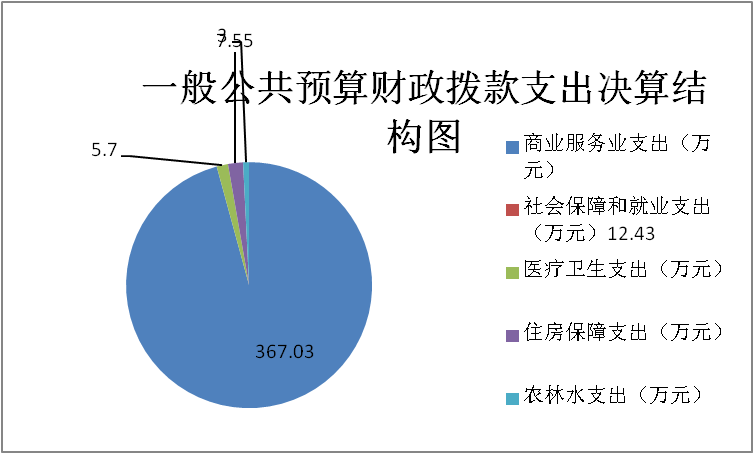 3
7.55
一般公共预算财政拨款支出决算结
构图
5.7
367.03
商业服务业支出（万
元）
社会保障和就业支出
（万元）12.43
医疗卫生支出（万元）
住房保障支出（万元）
农林水支出（万元）